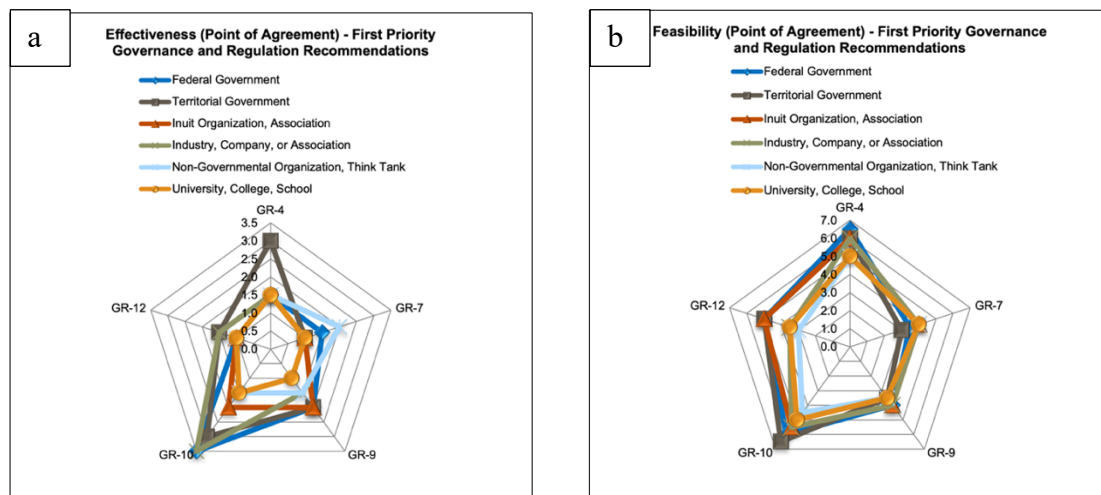 a
Effectiveness (Point of Agreement) - First Priority
Governance and Regulation Recommendations
Federal Government
Territorial Government
Inuit Organization, Association
Industry, Company, or Association
Non-Governmental Organization, Think Tank
University, College, School
GR-4
3.5
3.0
2.5
2.0
1.5
1.0
0.5
0.0
GR-12
GR-7
GR-10
GR-9
b
Feasibility (Point of Agreement) - First Priority Governance
and Regulation Recommendations
Federal Government
Territorial Government
Inuit Organization, Association
Industry, Company, or Association
Non-Governmental Organization, Think Tank
University, College, School
GR-4
7.0
6.0
5.0
4.0
3.0
2.0
1.0
0.0
GR-12
GR-7
GR-10
GR-9